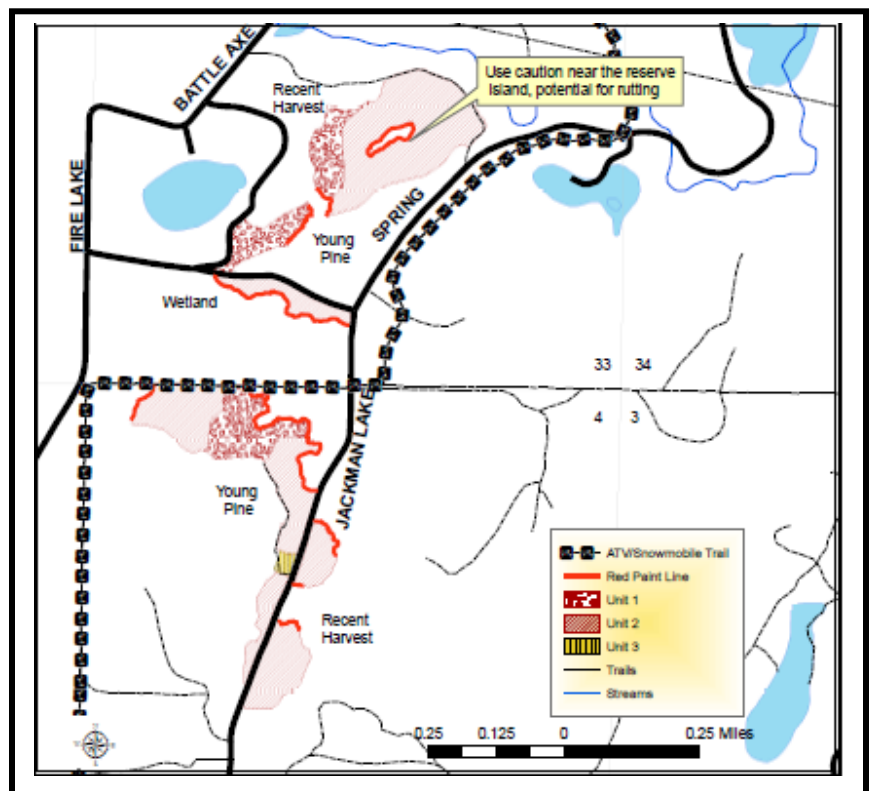 BATTLE AXE
Recent
Harvest
Use caution near the reserve
island, potential for rutting
FIRE LAKE
SPRING
Young
Pine
Wetland
33 34
4 3
JACKMAN LAKE
Young
Pine
Recent
Harvest
ATV/Snowmobile Trail
Red Paint Line
Unit 1
Unit 2
Unit 3
Trails
Streams
0.25 0.125 0 0.25 Miles